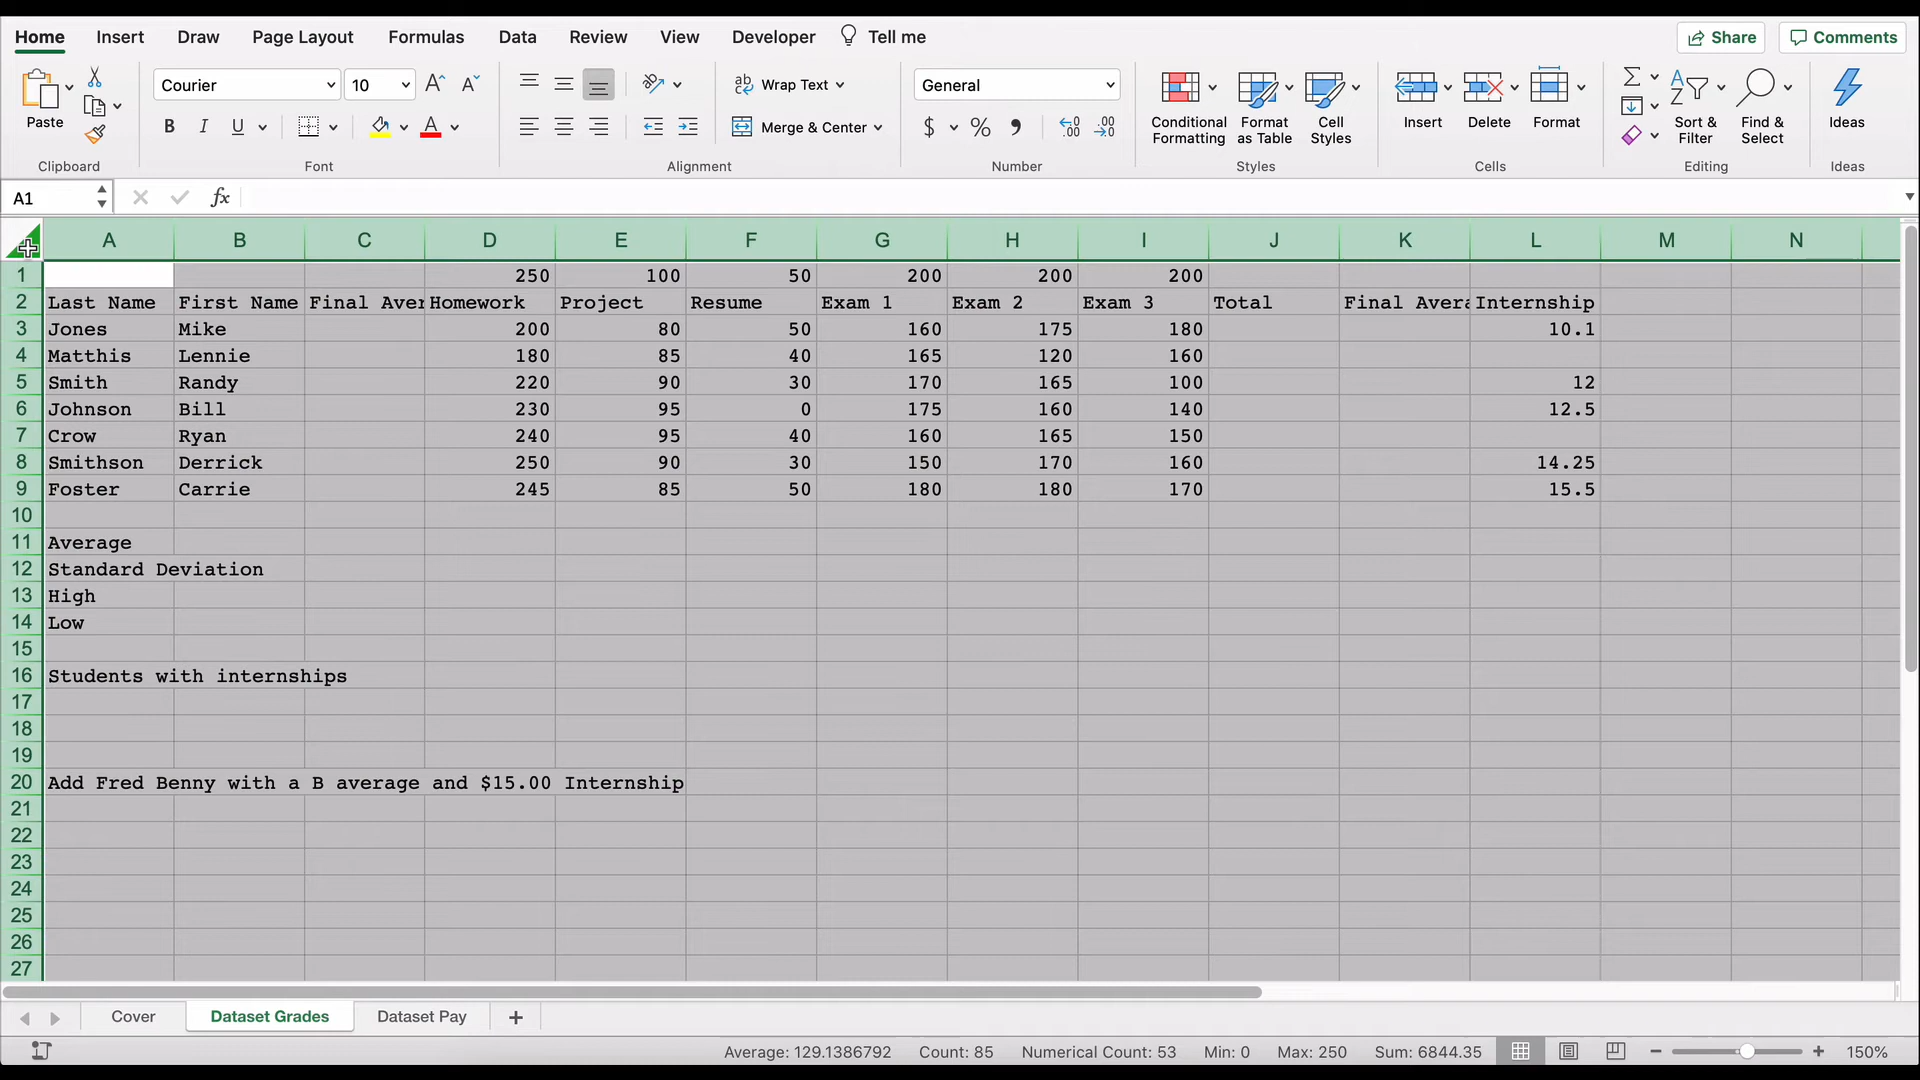 Home Insert Draw Page Layout Formulas Data Review View Developer Tell me Share Comments
Courier 10 Wrap Text General
Paste B I U Merge & Center $ % Conditional Formatting Format as Table Cell Styles Insert Delete Format Sort & Filter Find & Select Ideas
Clipboard Font Alignment Number Styles Cells Editing Ideas
A1 fx
A B C D E F G H I J K L M N
1 250 100 50 200 200 200
2 Last Name First Name Final Aver Homework Project Resume Exam 1 Exam 2 Exam 3 Total Final Avera Internship
3 Jones Mike 200 80 50 160 175 180 10.1
4 Matthis Lennie 180 85 40 165 120 160
5 Smith Randy 220 90 30 170 165 100 12
6 Johnson Bill 230 95 0 175 160 140 12.5
7 Crow Ryan 240 95 40 160 165 150
8 Smithson Derrick 250 90 30 150 170 160 14.25
9 Foster Carrie 245 85 50 180 180 170 15.5
10
11 Average
12 Standard Deviation
13 High
14 Low
15
16 Students with internships
17
18
19
20 Add Fred Benny with a B average and $15.00 Internship
21
22
23
24
25
26
27
Cover Dataset Grades Dataset Pay +
Average: 129.1386792 Count: 85 Numerical Count: 53 Min: 0 Max: 250 Sum: 6844.35 150%